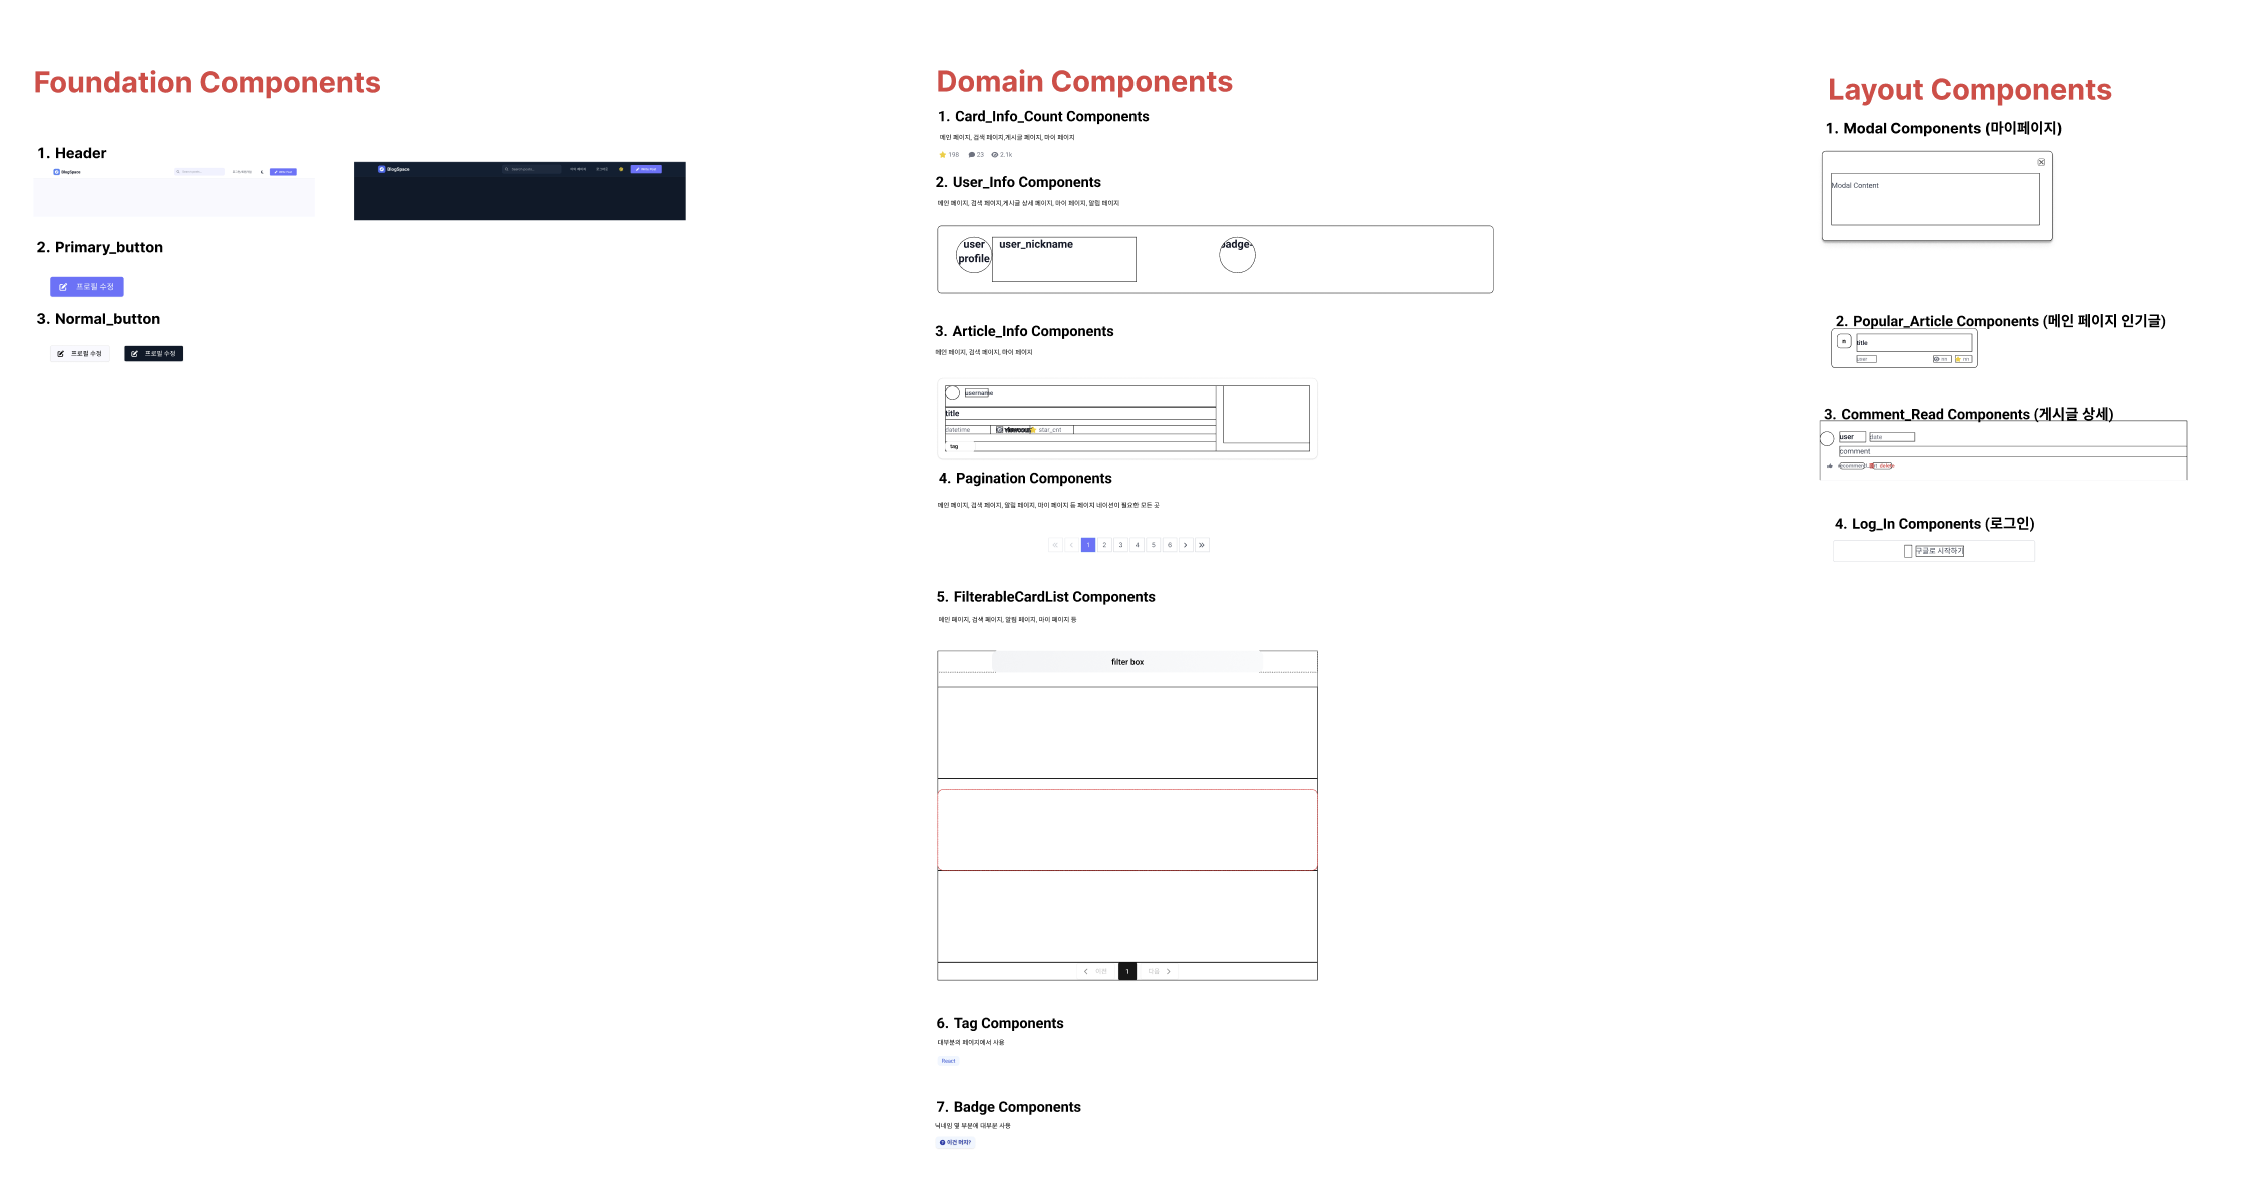 Foundation Components
1. Header
BlogSpace
BlogSpace
2. Primary_button
프로필 수정
3. Normal_button
프로필 수정
프로필 수정
Domain Components
1. Card_Info_Count Components
메인 페이지, 검색 페이지,게시글 페이지, 마이 페이지
198
23
2.1k
2. User_Info Components
메인 페이지, 검색 페이지,게시글 상세 페이지, 마이 페이지, 알림 페이지
user
profile
user_nickname
badge-
3. Article_Info Components
메인 페이지, 검색 페이지, 마이 페이지
username
title
datetime
star_cnt
tag
4. Pagination Components
메인 페이지, 검색 페이지, 알림 페이지, 마이 페이지 등 페이지 네이션이 필요한 모든 곳
« ‹ 1 2 3 4 5 6 › »
5. FilterableCardList Components
메인 페이지, 검색 페이지, 알림 페이지, 마이 페이지 등
filter box
이전
1
다음
6. Tag Components
대부분의 페이지에서 사용
React
7. Badge Components
닉네임 옆 부분에 대부분 사용
이건 뭐지?
Layout Components
1. Modal Components (마이페이지)
Modal Content
2. Popular_Article Components (메인 페이지 인기글)
n
title
user
nn
nn
3. Comment_Read Components (게시글 상세)
user
date
comment
delete
4. Log_In Components (로그인)
구글로 시작하기